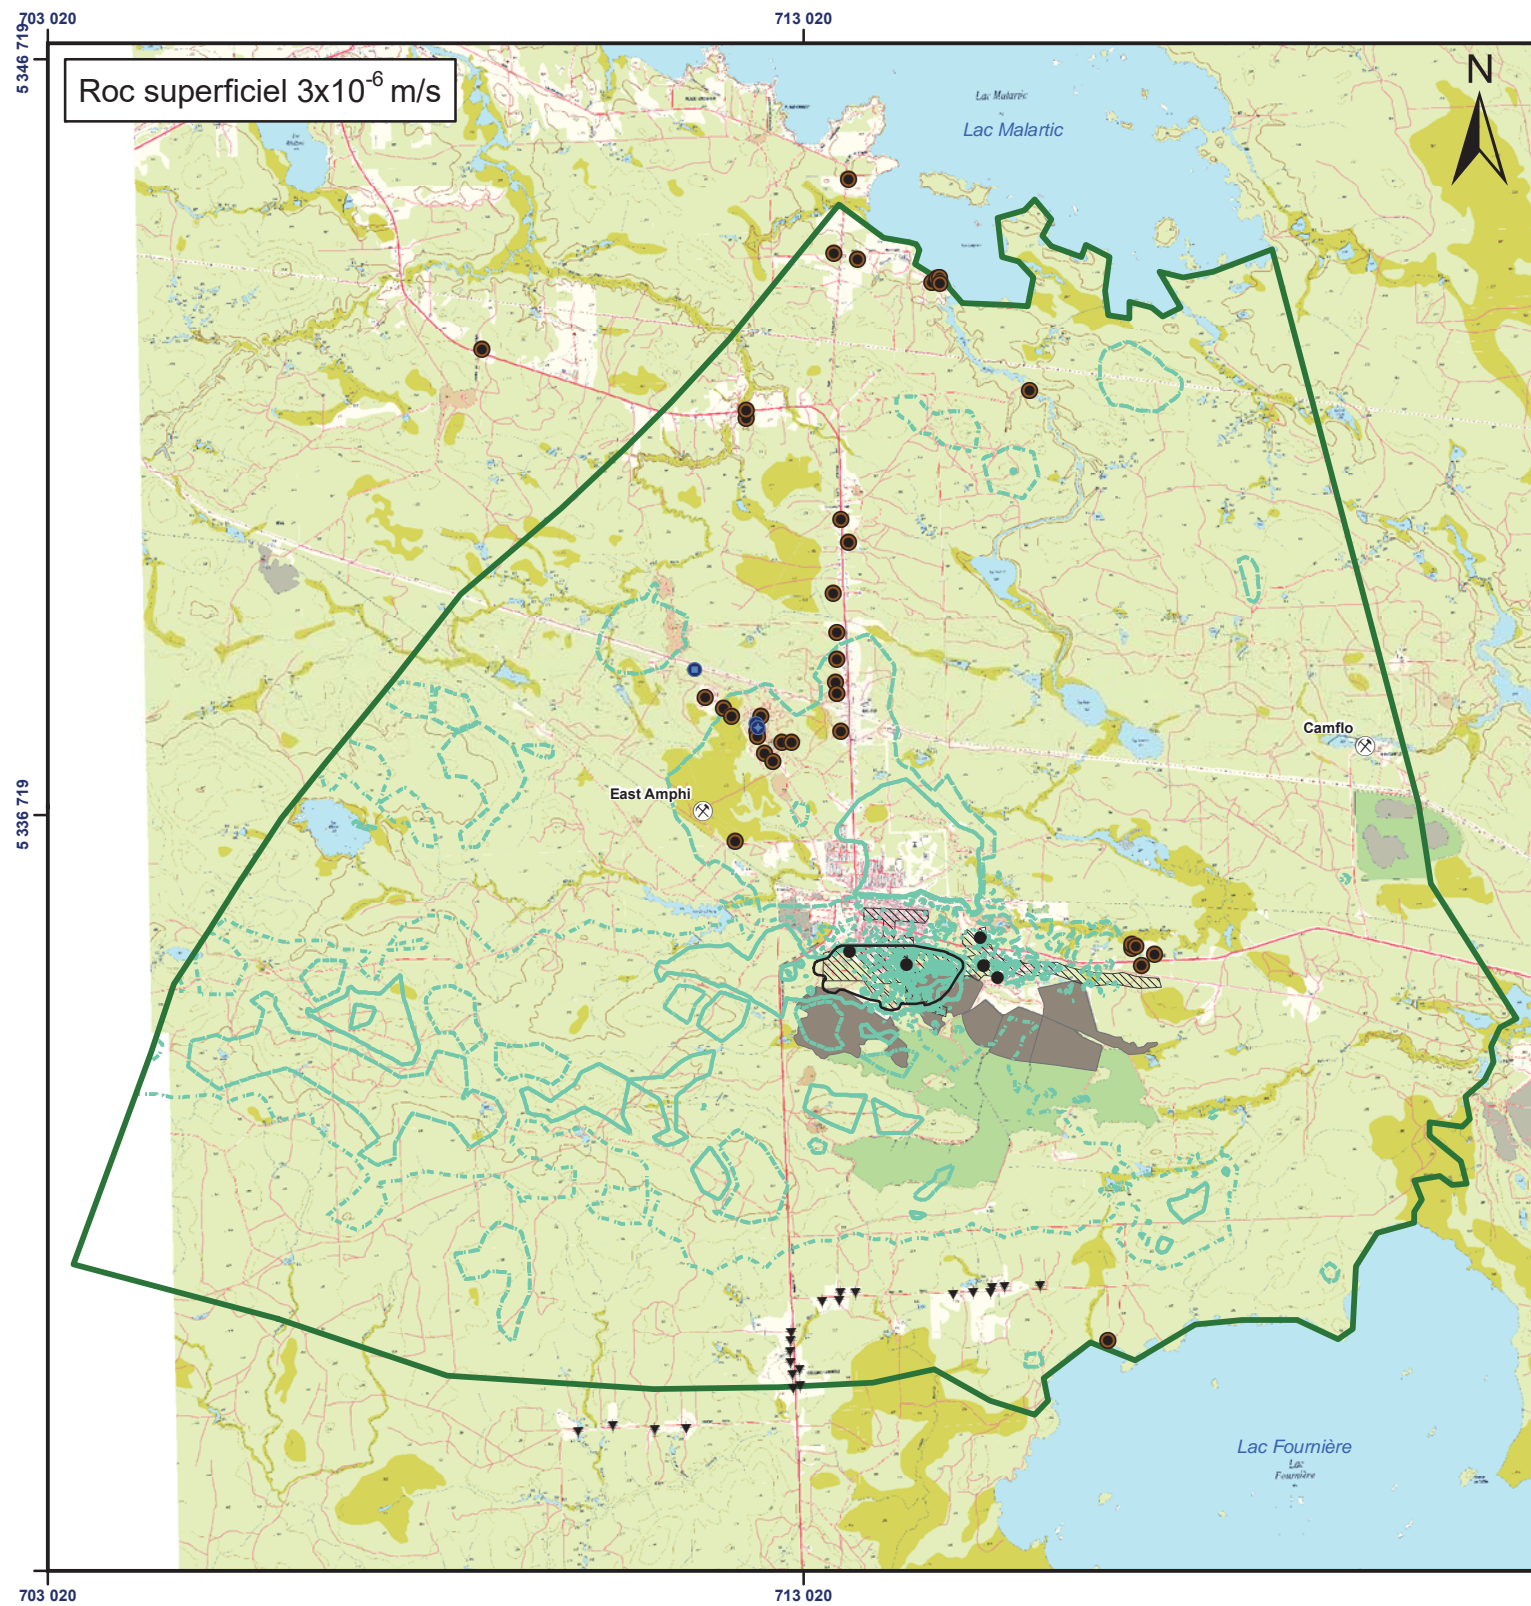 703 020
713 020
5 346 719
Roc superficiel 3x10⁻⁶ m/s
N
Lac Malartic
Lac Malartic
Camflo
East Amphi
5 336 719
Lac Fournière
Lac
Fournière
703 020
713 020